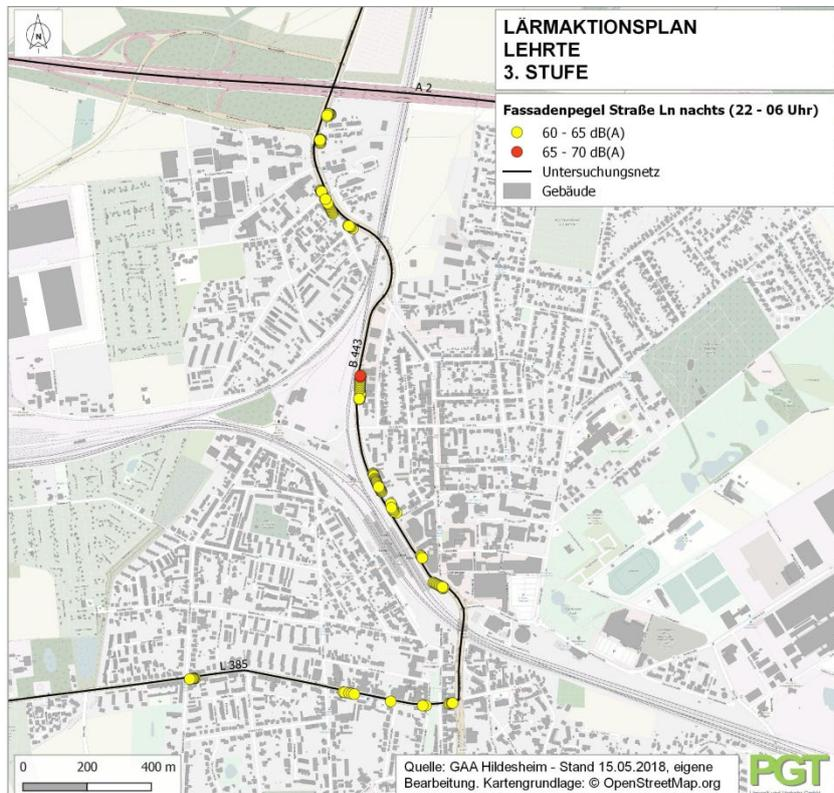 N
LÄRMAKTIONSPLAN
LEHRTE
3. STUFE
Fassadenpegel Straße Ln nachts (22 - 06 Uhr)
60 - 65 dB(A)
65 - 70 dB(A)
Untersuchungsnetz
Gebäude
A 2
B 443
L 385
0 200 400 m
Quelle: GAA Hildesheim - Stand 15.05.2018, eigene
Bearbeitung. Kartengrundlage: © OpenStreetMap.org
PGT